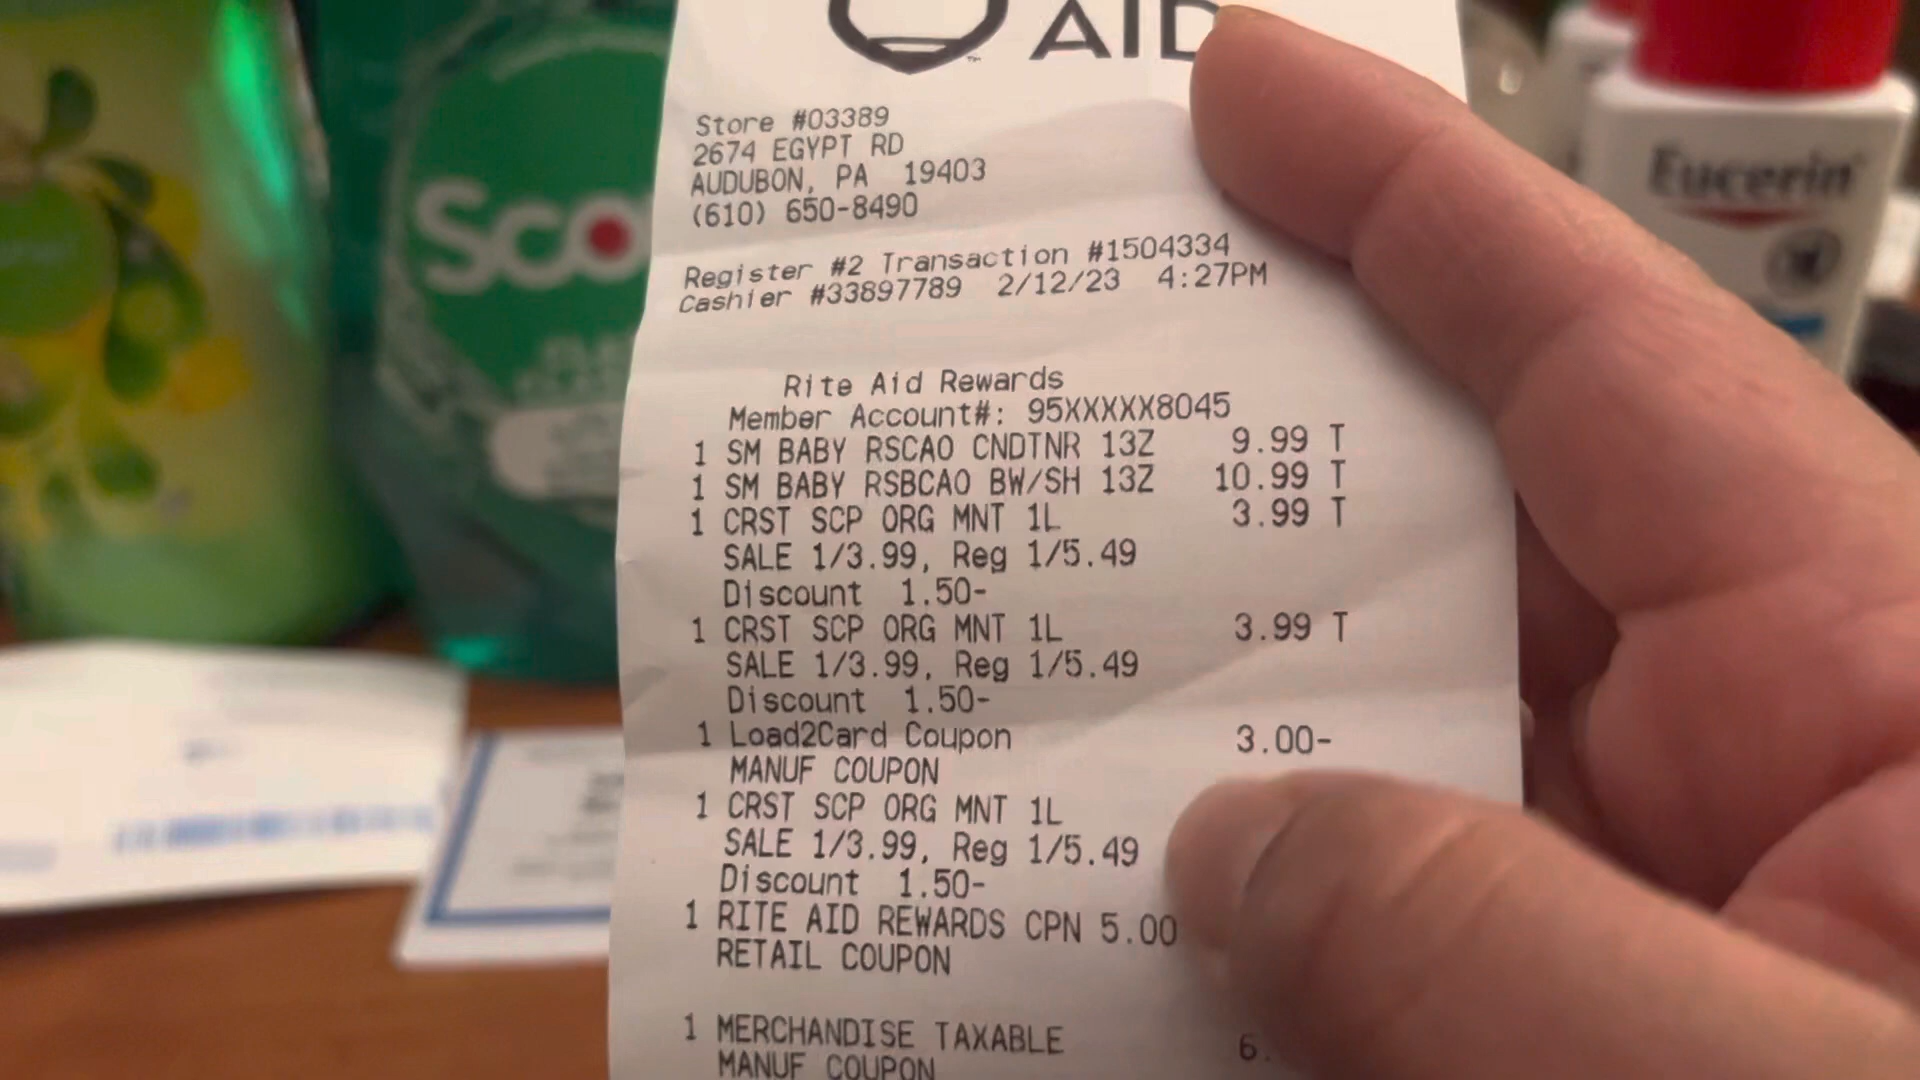 AID
Store #03389
2674 EGYPT RD
AUDUBON, PA 19403
(610) 650-8490
Register #2 Transaction #1504334
Cashier #33897789 2/12/23 4:27PM
Rite Aid Rewards
Member Account#: 95XXXXX8045
1 SM BABY RSCAO CNDTNR 13Z 9.99 T
1 SM BABY RSBCAO BW/SH 13Z 10.99 T
1 CRST SCP ORG MNT 1L 3.99 T
SALE 1/3.99, Reg 1/5.49
Discount 1.50-
1 CRST SCP ORG MNT 1L 3.99 T
SALE 1/3.99, Reg 1/5.49
Discount 1.50-
1 Load2Card Coupon 3.00-
MANUF COUPON
1 CRST SCP ORG MNT 1L
SALE 1/3.99, Reg 1/5.49
Discount 1.50-
1 RITE AID REWARDS CPN 5.00
RETAIL COUPON
1 MERCHANDISE TAXABLE 6.
MANUF COUPON
Sco
Eucerin